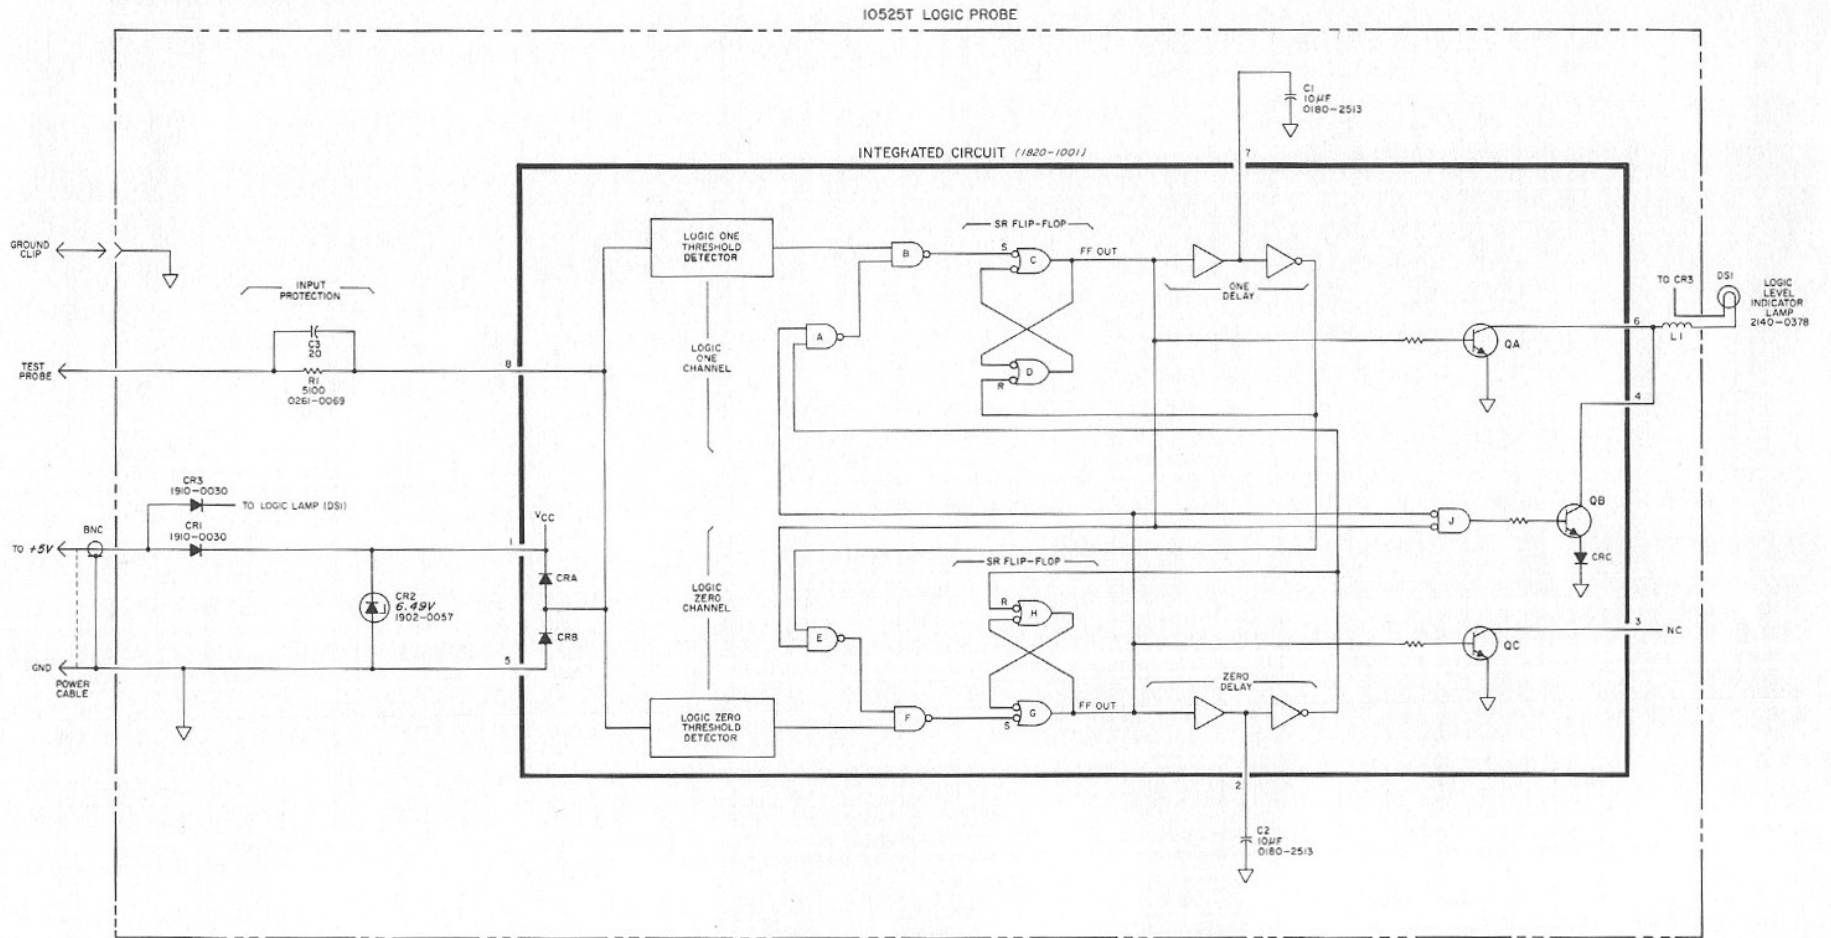 10525T LOGIC PROBE
C1
10µF
0180-2513
INTEGRATED CIRCUIT (1820-1001)
7
GROUND
CLIP
INPUT
PROTECTION
C3
20
R1
5100
0261-0069
TEST
PROBE
8
LOGIC ONE
THRESHOLD
DETECTOR
LOGIC
ONE
CHANNEL
B
A
SR FLIP-FLOP
S
C
FF OUT
D
R
ONE
DELAY
QA
6
L1
TO CR3
DS1
LOGIC
LEVEL
INDICATOR
LAMP
2140-0378
4
CR3
1910-0030
TO LOGIC LAMP (DS1)
BNC
CR1
1910-0030
TO +5V
VCC
1
CRA
CR2
6.49V
1902-0057
CRB
GND
POWER
CABLE
5
LOGIC
ZERO
CHANNEL
J
QB
CRC
SR FLIP-FLOP
R
H
E
QC
3
NC
LOGIC ZERO
THRESHOLD
DETECTOR
F
S
G
FF OUT
ZERO
DELAY
2
C2
10µF
0180-2513